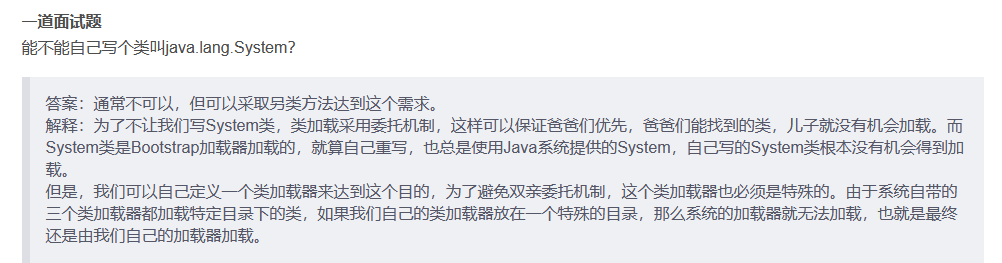 一道面试题
能不能自己写个类叫java.lang.System?
答案：通常不可以，但可以采取另类方法达到这个需求。
解释：为了不让我们写System类，类加载采用委托机制，这样可以保证爸爸们优先，爸爸们能找到的类，儿子就没有机会加载。而
System类是Bootstrap加载器加载的，就算自己重写，也总是使用Java系统提供的System，自己写的System类根本没有机会得到加
载。
但是，我们可以自己定义一个类加载器来达到这个目的，为了避免双亲委托机制，这个类加载器也必须是特殊的。由于系统自带的
三个类加载器都加载特定目录下的类，如果我们自己的类加载器放在一个特殊的目录，那么系统的加载器就无法加载，也就是最终
还是由我们自己的加载器加载。